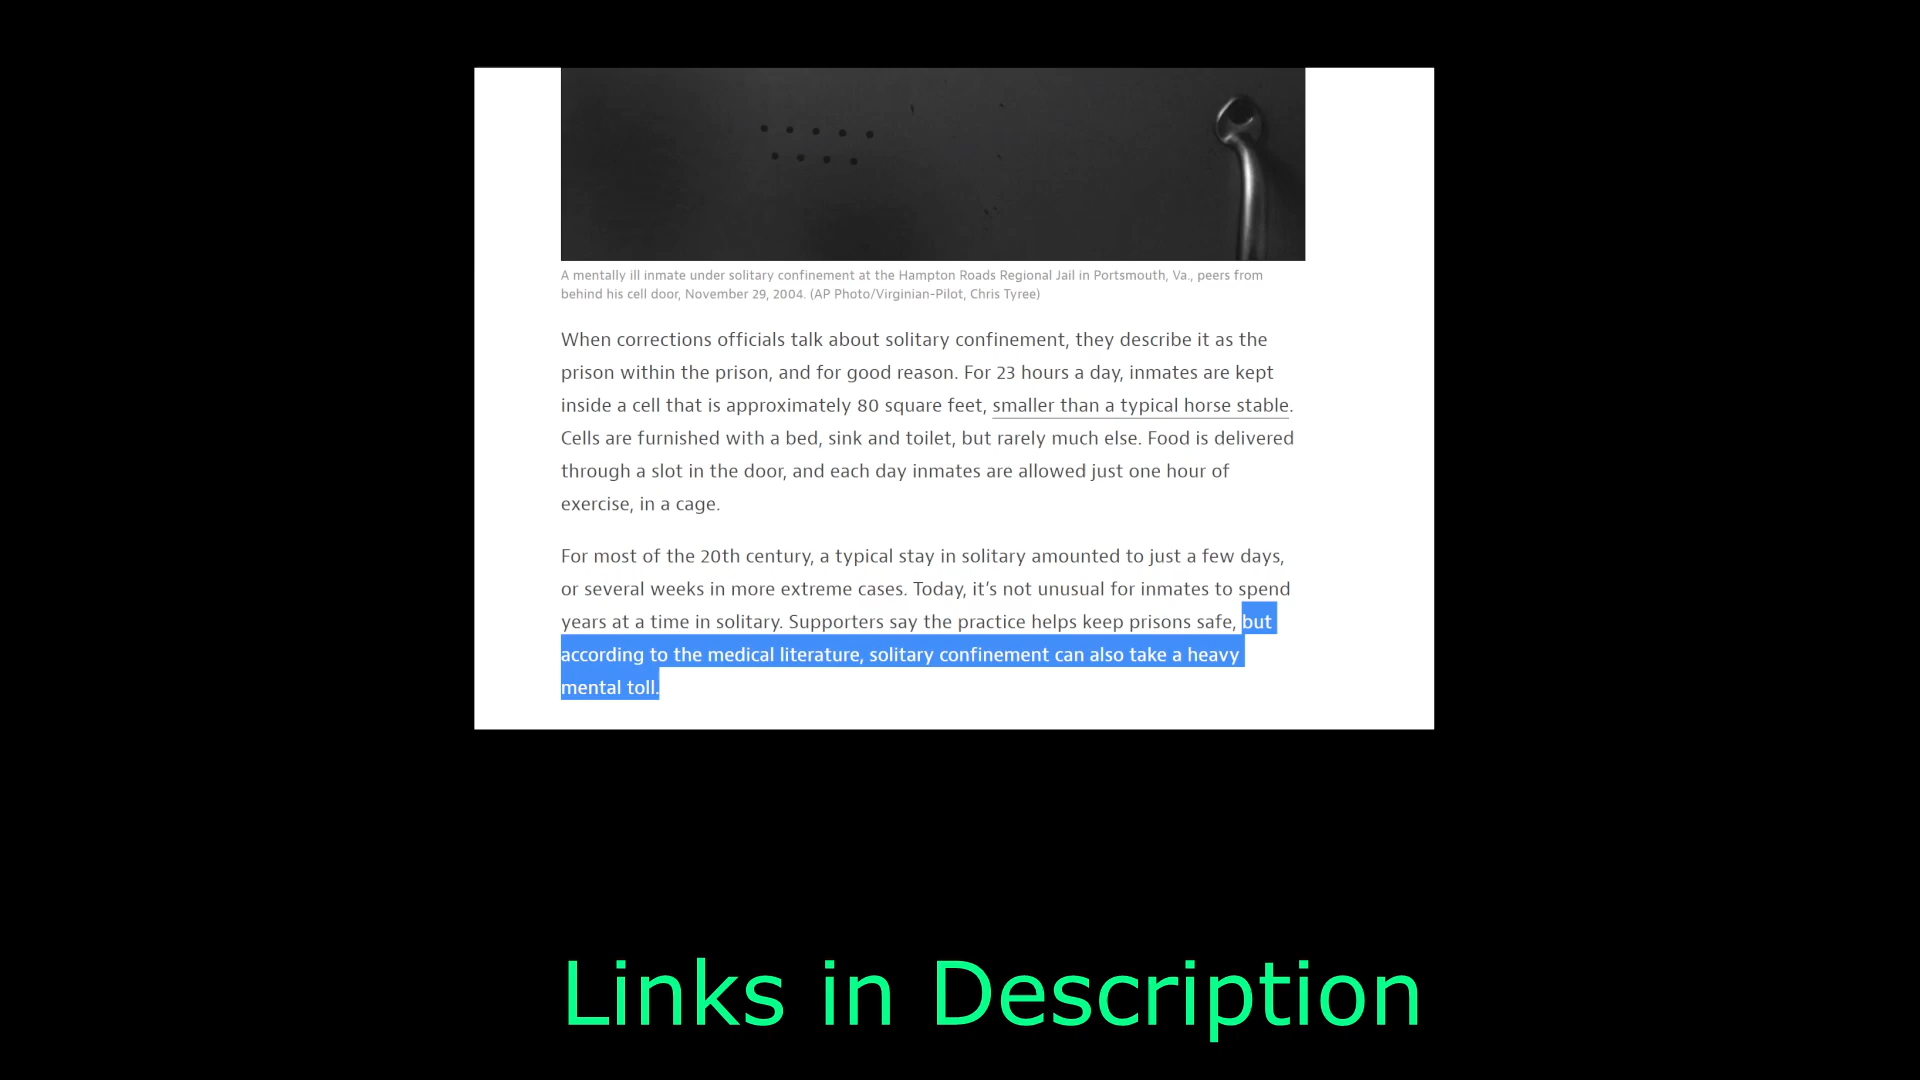 A mentally ill inmate under solitary confinement at the Hampton Roads Regional Jail in Portsmouth, Va., peers from
behind his cell door, November 29, 2004. (AP Photo/Virginian-Pilot, Chris Tyree)
When corrections officials talk about solitary confinement, they describe it as the
prison within the prison, and for good reason. For 23 hours a day, inmates are kept
inside a cell that is approximately 80 square feet, smaller than a typical horse stable.
Cells are furnished with a bed, sink and toilet, but rarely much else. Food is delivered
through a slot in the door, and each day inmates are allowed just one hour of
exercise, in a cage.
For most of the 20th century, a typical stay in solitary amounted to just a few days,
or several weeks in more extreme cases. Today, it’s not unusual for inmates to spend
years at a time in solitary. Supporters say the practice helps keep prisons safe, but
according to the medical literature, solitary confinement can also take a heavy
mental toll.
Links in Description